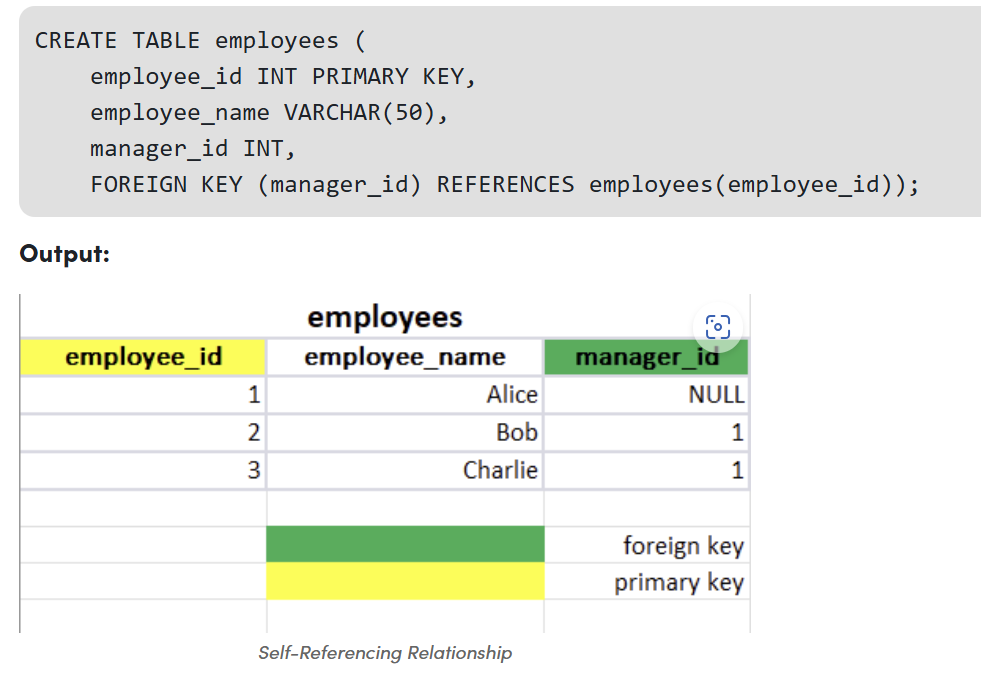 CREATE TABLE employees (
employee_id INT PRIMARY KEY,
employee_name VARCHAR(50),
manager_id INT,
FOREIGN KEY (manager_id) REFERENCES employees(employee_id));
Output:
employees
employee_id employee_name manager_id
1 Alice NULL
2 Bob 1
3 Charlie 1
foreign key
primary key
Self-Referencing Relationship